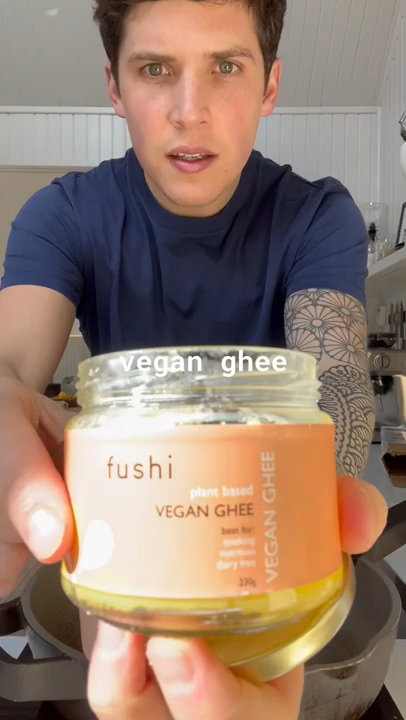 vegan ghee
fushi
plant based
VEGAN GHEE
best for:
cooking
nutrition
dairy free
230g
VEGAN GHEE